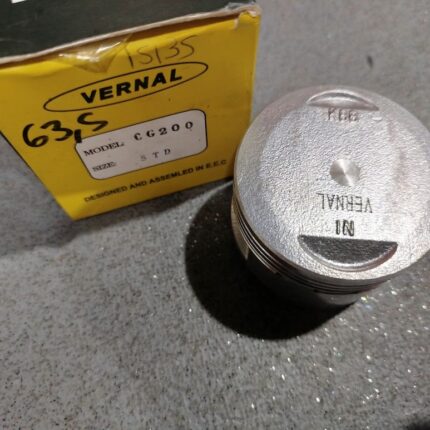 15135
VERNAL
63,5
MODEL: CG200
SIZE: STD
DESIGNED AND ASSEMLED IN E.E.C
VERNAL
IN